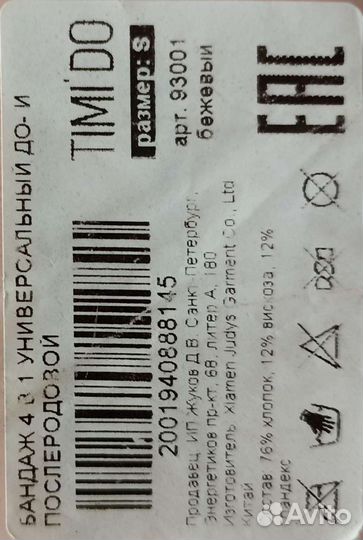 БАНДАЖ 4 В 1 УНИВЕРСАЛЬНЫЙ ДО- И
ПОСЛЕРОДОВОЙ
TIMI'DO
размер: S
арт. 93001
бежевый
EAC
2001940888145
Продавец: ИП Жуков Д.В. Санкт-Петербург,
Энергетиков пр-кт, 68, литер А, 180
Изготовитель: Xiamen Judys Garment Co., Ltd
Китай
Состав 76% хлопок, 12% вискоза, 12%
эландекс
Avito